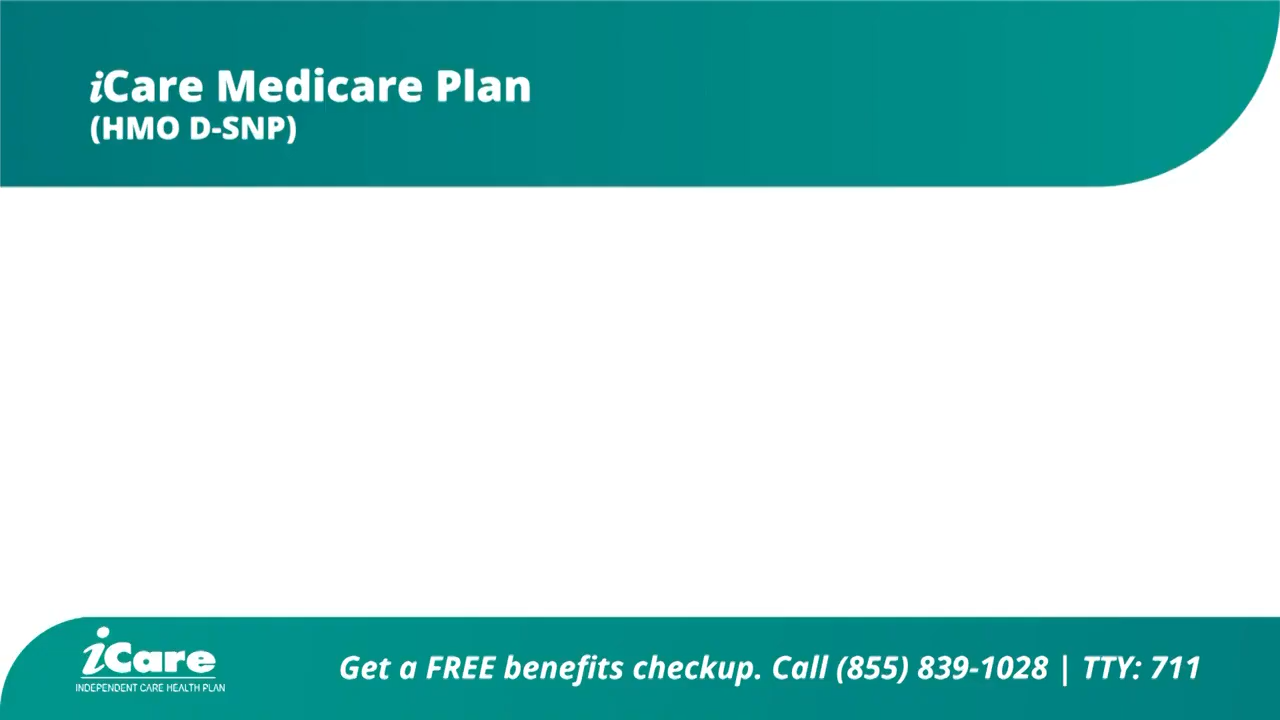 iCare Medicare Plan
(HMO D-SNP)
iCare
INDEPENDENT CARE HEALTH PLAN
Get a FREE benefits checkup. Call (855) 839-1028 | TTY: 711